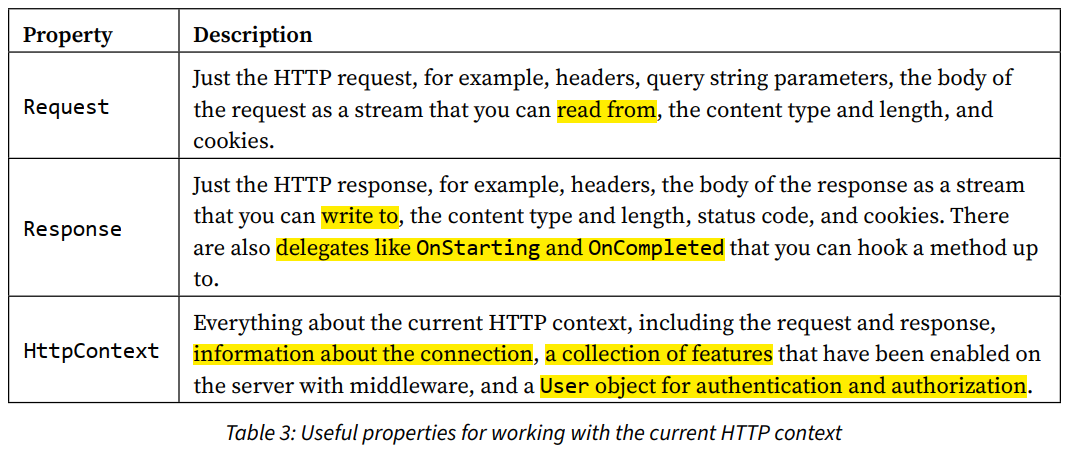 Property Description
Request
Just the HTTP request, for example, headers, query string parameters, the body of
the request as a stream that you can read from, the content type and length, and
cookies.
Response
Just the HTTP response, for example, headers, the body of the response as a stream
that you can write to, the content type and length, status code, and cookies. There
are also delegates like OnStarting and OnCompleted that you can hook a method up
to.
HttpContext
Everything about the current HTTP context, including the request and response,
information about the connection, a collection of features that have been enabled on
the server with middleware, and a User object for authentication and authorization.
Table 3: Useful properties for working with the current HTTP context